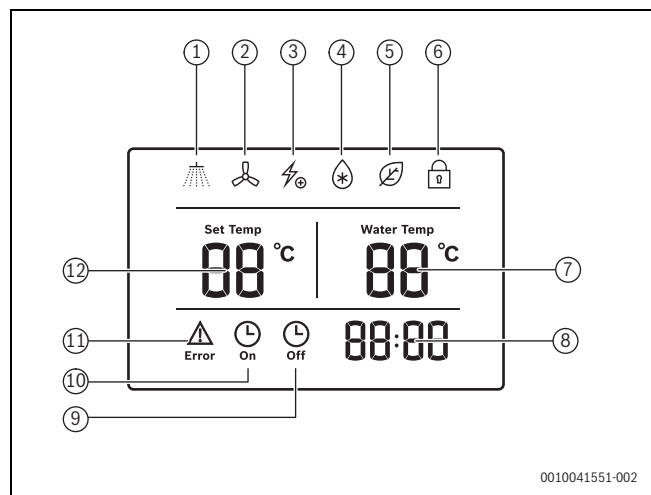 1 2 3 4 5 6
Set Temp Water Temp
88 °C 88 °C
12 7
11 Error On Off 88:88 8
10
9
0010041551-002